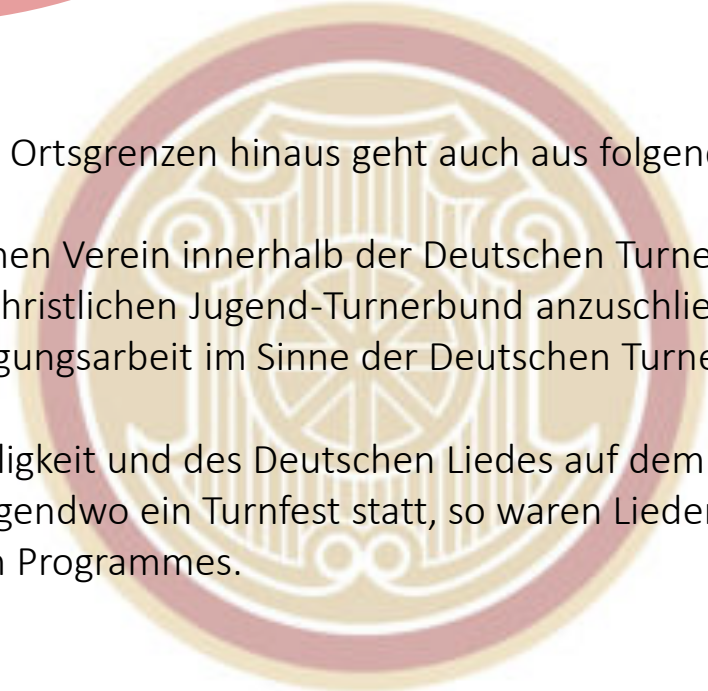 Ortsgrenzen hinaus geht auch aus folgen
nen Verein innerhalb der Deutschen Turne
hristlichen Jugend-Turnerbund anzuschlie
gungsarbeit im Sinne der Deutschen Turne
ligkeit und des Deutschen Liedes auf dem
gendwo ein Turnfest statt, so waren Lieder
n Programmes.